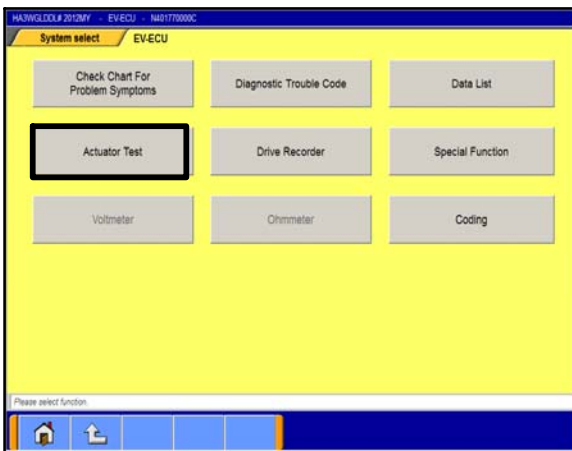 HA3WGLDDL# 2012MY - EV-ECU - N401770000C
System select EV-ECU
Check Chart For
Problem Symptoms
Diagnostic Trouble Code
Data List
Actuator Test
Drive Recorder
Special Function
Voltmeter
Ohmmeter
Coding
Please select function.